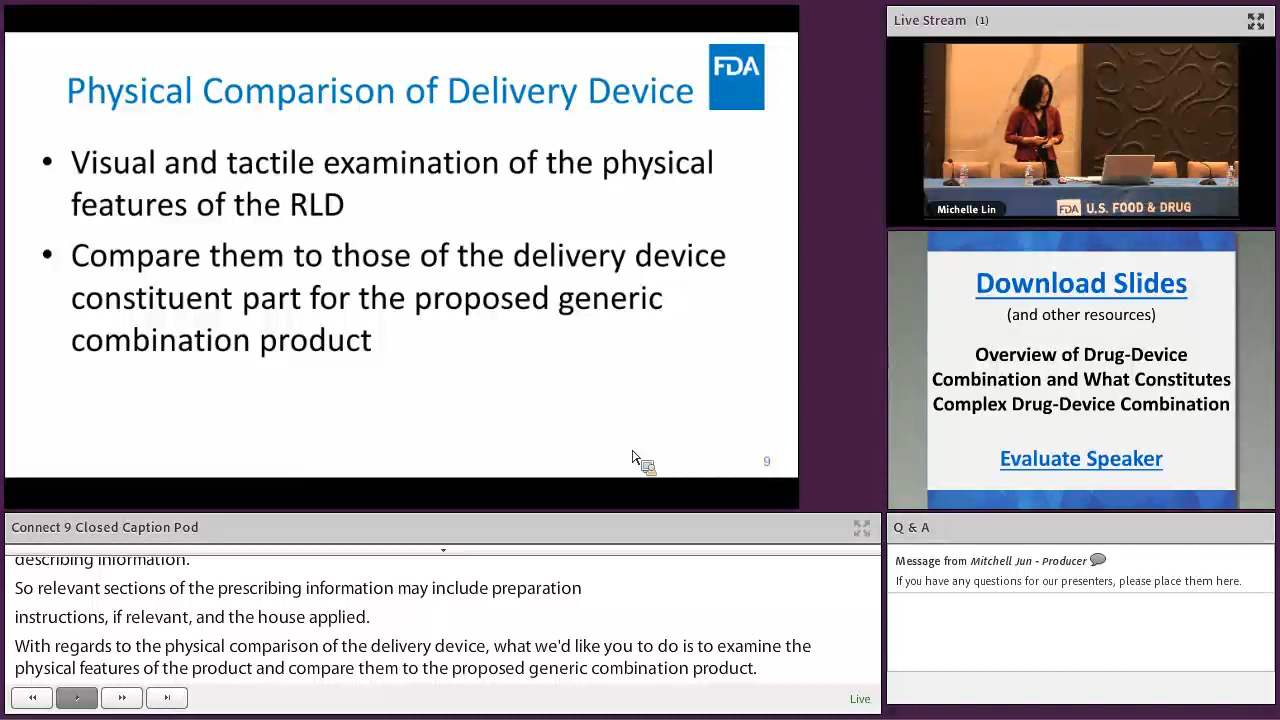 Physical Comparison of Delivery Device
FDA
• Visual and tactile examination of the physical
features of the RLD
• Compare them to those of the delivery device
constituent part for the proposed generic
combination product
9
Live Stream (1)
Michelle Lin
FDA U.S. FOOD & DRUG
Download Slides
(and other resources)
Overview of Drug-Device
Combination and What Constitutes
Complex Drug-Device Combination
Evaluate Speaker
Connect 9 Closed Caption Pod
describing information.
So relevant sections of the prescribing information may include preparation
instructions, if relevant, and the house applied.
With regards to the physical comparison of the delivery device, what we'd like you to do is to examine the
physical features of the product and compare them to the proposed generic combination product.
Live
Q & A
Message from Mitchell Jun - Producer
If you have any questions for our presenters, please place them here.